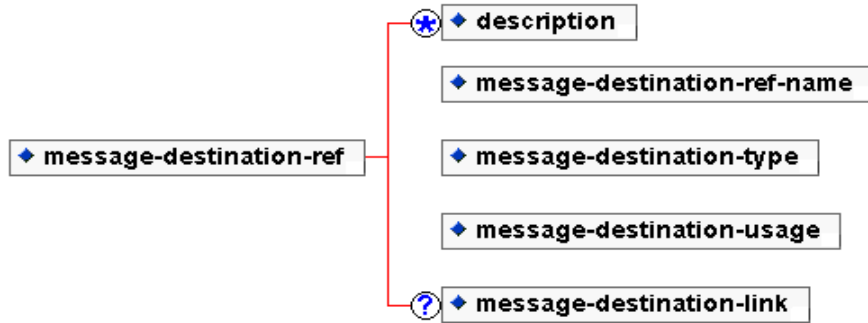 * description
message-destination-ref-name
message-destination-ref
message-destination-type
message-destination-usage
? message-destination-link